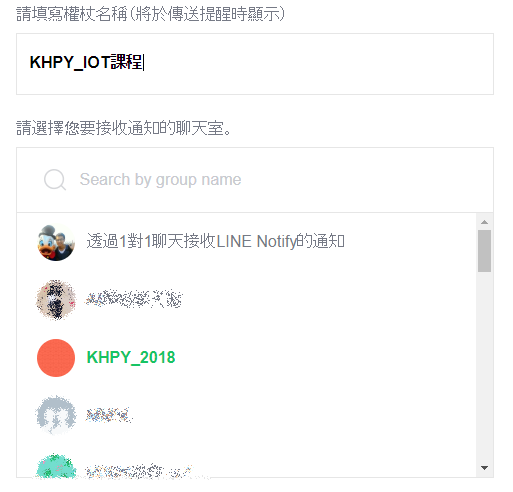 請填寫權杖名稱(將於傳送提醒時顯示)
KHPY_IOT課程
請選擇您要接收通知的聊天室。
Search by group name
透過1對1聊天接收LINE Notify的通知
KHPY_2018